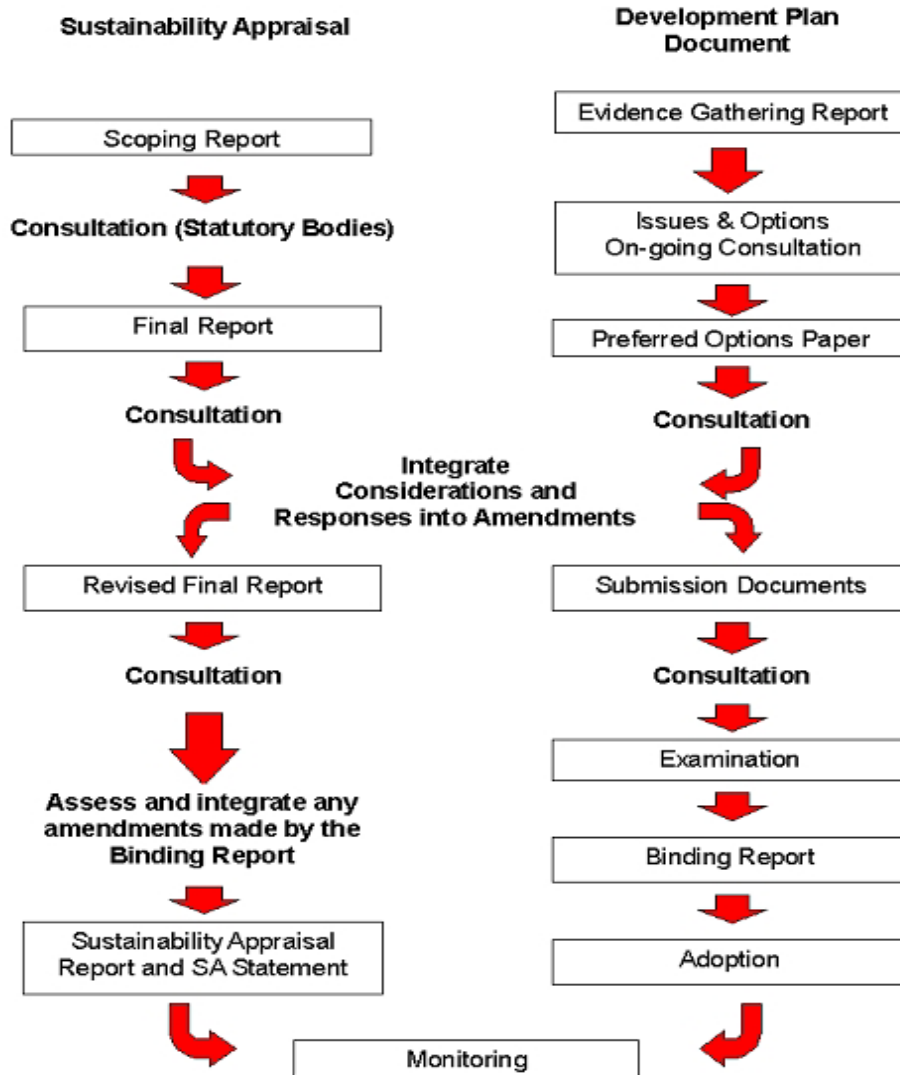 Sustainability Appraisal
Development Plan
Document
Scoping Report
Consultation (Statutory Bodies)
Final Report
Consultation
Evidence Gathering Report
Issues & Options
On-going Consultation
Preferred Options Paper
Consultation
Integrate
Considerations and
Responses into Amendments
Revised Final Report
Consultation
Assess and integrate any
amendments made by the
Binding Report
Sustainability Appraisal
Report and SA Statement
Submission Documents
Consultation
Examination
Binding Report
Adoption
Monitoring